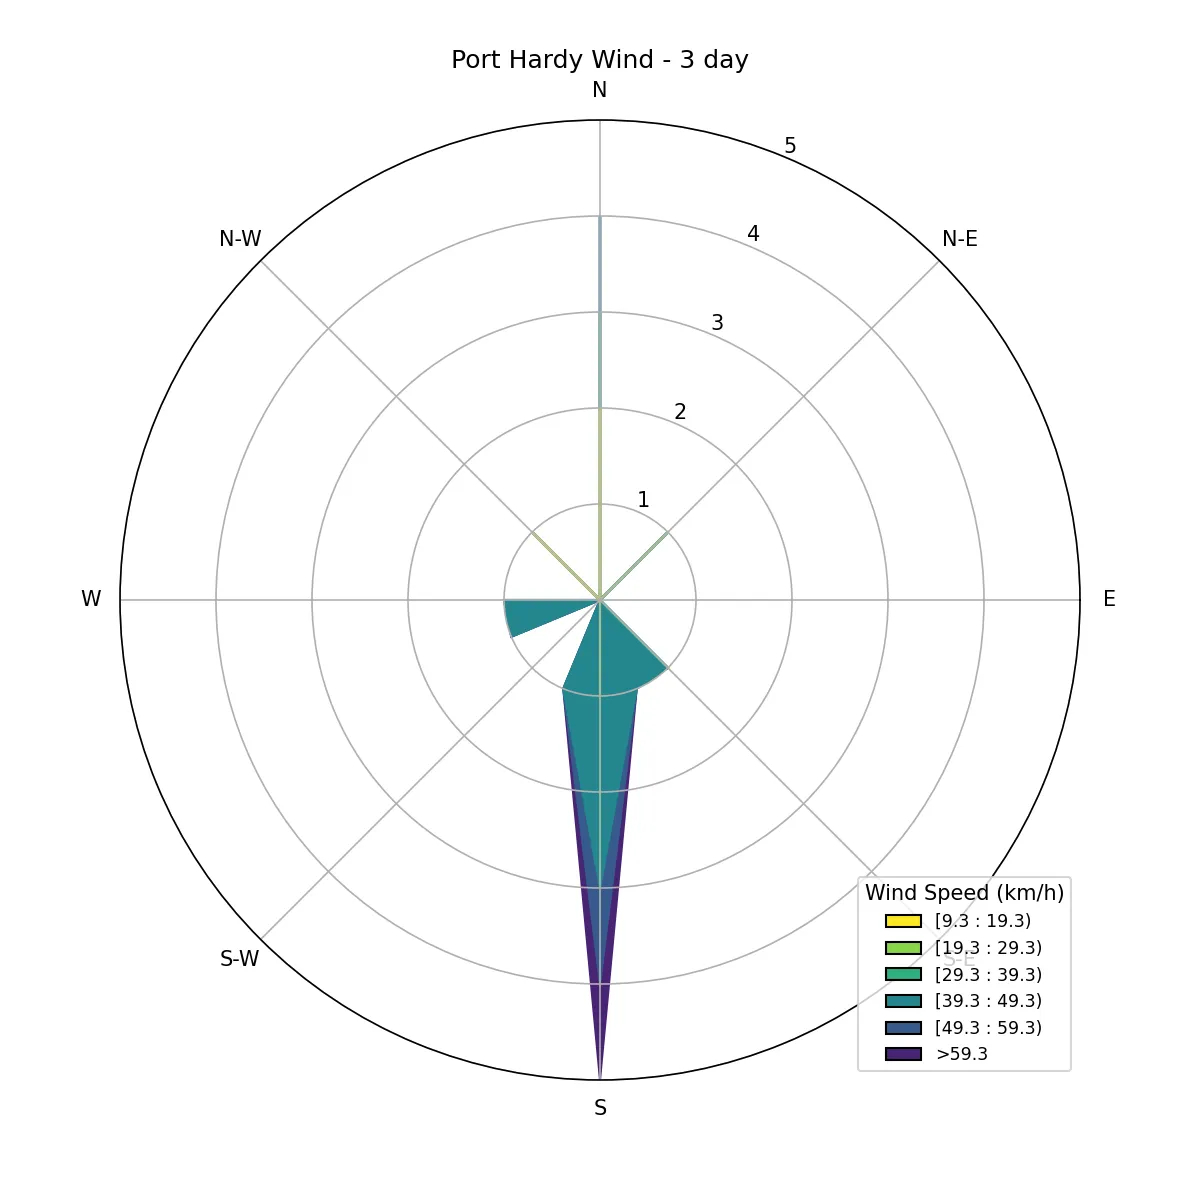 Port Hardy Wind - 3 day
N
5
N-W
4
N-E
3
2
1
W
E
Wind Speed (km/h)
[9.3 : 19.3)
[19.3 : 29.3)
S-W
S-E
[29.3 : 39.3)
[39.3 : 49.3)
[49.3 : 59.3)
>59.3
S